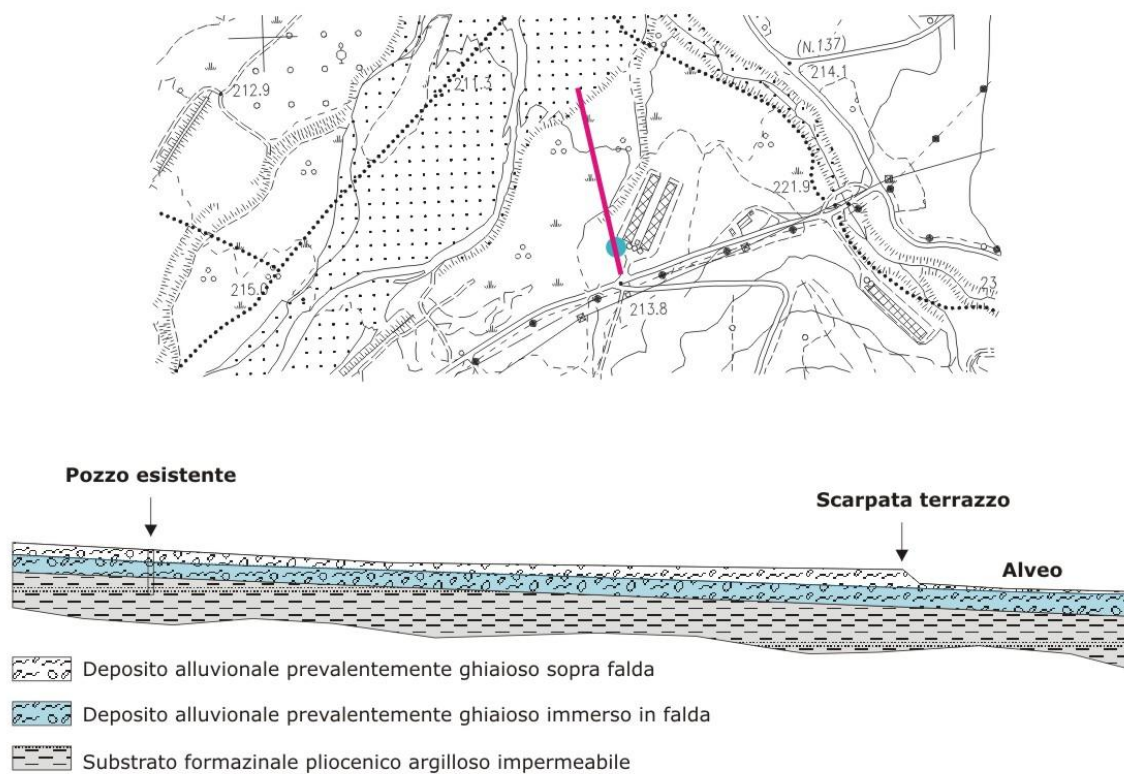 (N.137)
214.1
212.9
211.3
221.9
215.0
213.8
23
Pozzo esistente
Scarpata terrazzo
Alveo
Deposito alluvionale prevalentemente ghiaioso sopra falda
Deposito alluvionale prevalentemente ghiaioso immerso in falda
Substrato formazinale pliocenico argilloso impermeabile